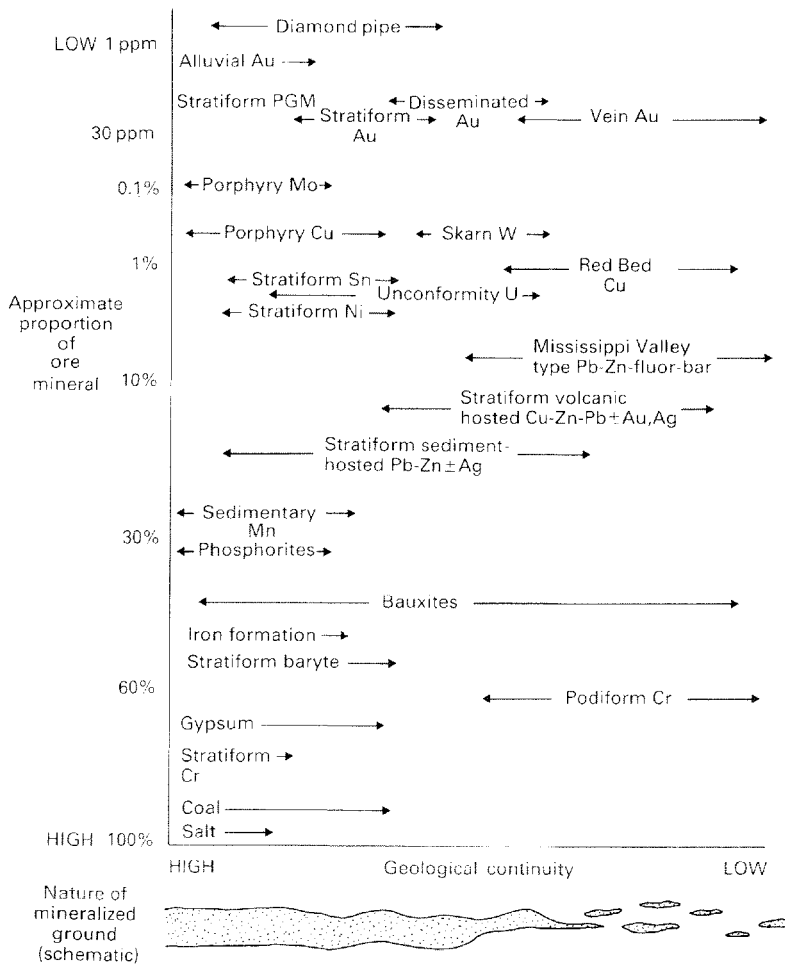 Diamond pipe
LOW 1 ppm
Alluvial Au
Stratiform PGM
Disseminated
Au
Stratiform
Au
Vein Au
30 ppm
0.1%
Porphyry Mo
Porphyry Cu
Skarn W
1%
Red Bed
Cu
Stratiform Sn
Unconformity U
Stratiform Ni
Approximate
proportion
of
ore
mineral
Mississippi Valley
type Pb-Zn-fluor-bar
10%
Stratiform volcanic
hosted Cu-Zn-Pb±Au,Ag
Stratiform sediment-
hosted Pb-Zn±Ag
Sedimentary
Mn
30%
Phosphorites
Bauxites
Iron formation
Stratiform baryte
60%
Podiform Cr
Gypsum
Stratiform
Cr
Coal
Salt
HIGH 100%
HIGH Geological continuity LOW
Nature of
mineralized
ground
(schematic)